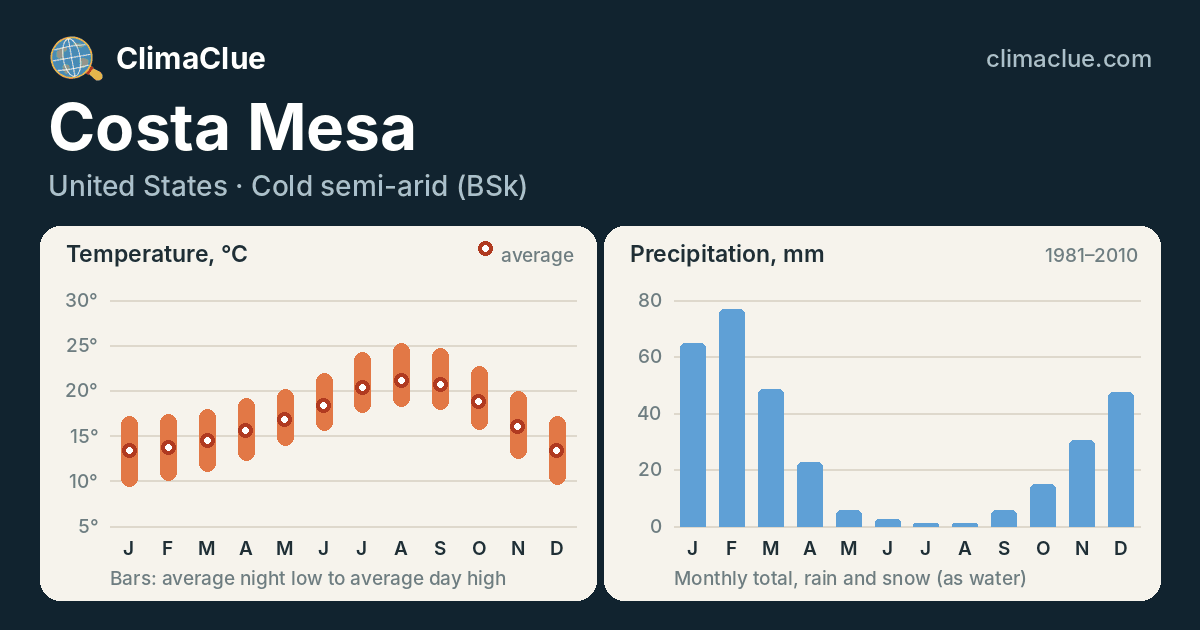 ClimaClue
climaclue.com
Costa Mesa
United States · Cold semi-arid (BSk)
Temperature, °C
average
30°
25°
20°
15°
10°
5°
J F M A M J J A S O N D
Bars: average night low to average day high
Precipitation, mm
1981–2010
80
60
40
20
0
J F M A M J J A S O N D
Monthly total, rain and snow (as water)